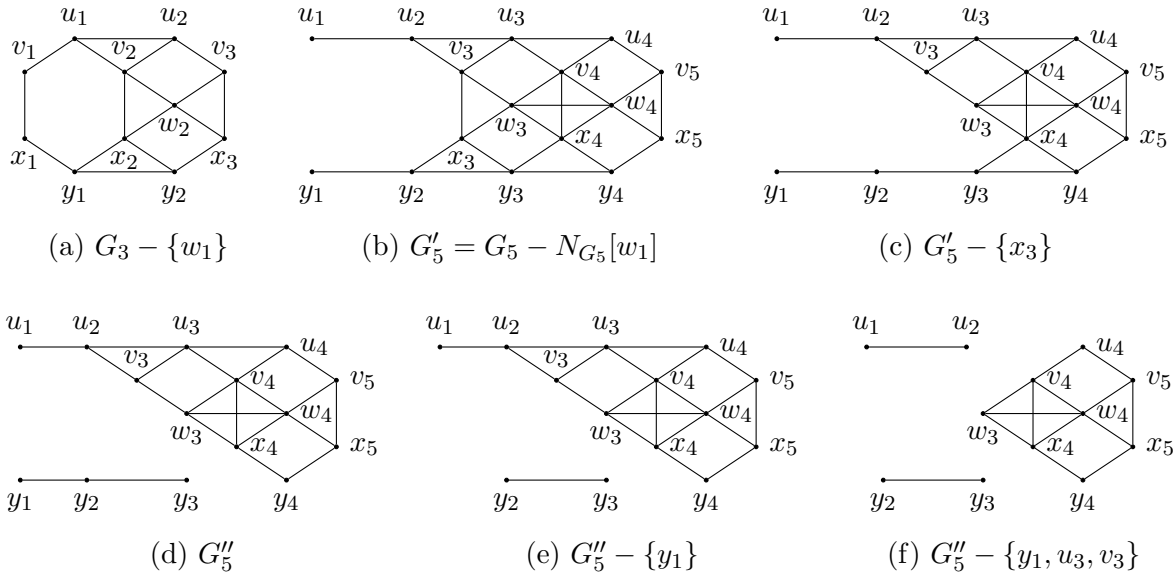 u₁ u₂
v₁ v₂ v₃
w₂
x₁ x₂ x₃
y₁ y₂
(a) G₃ − {w₁}
u₁ u₂ u₃ u₄
v₃ v₄ v₅
w₃ w₄
x₃ x₄ x₅
y₁ y₂ y₃ y₄
(b) G′₅ = G₅ − N_{G₅}[w₁]
u₁ u₂ u₃ u₄
v₃ v₄ v₅
w₃ w₄
x₄ x₅
y₁ y₂ y₃ y₄
(c) G′₅ − {x₃}
u₁ u₂ u₃ u₄
v₃ v₄ v₅
w₃ w₄
x₄ x₅
y₁ y₂ y₃ y₄
(d) G″₅
u₁ u₂ u₃ u₄
v₃ v₄ v₅
w₃ w₄
x₄ x₅
y₂ y₃ y₄
(e) G″₅ − {y₁}
u₁ u₂ u₄
v₄ v₅
w₃ w₄
x₄ x₅
y₂ y₃ y₄
(f) G″₅ − {y₁, u₃, v₃}